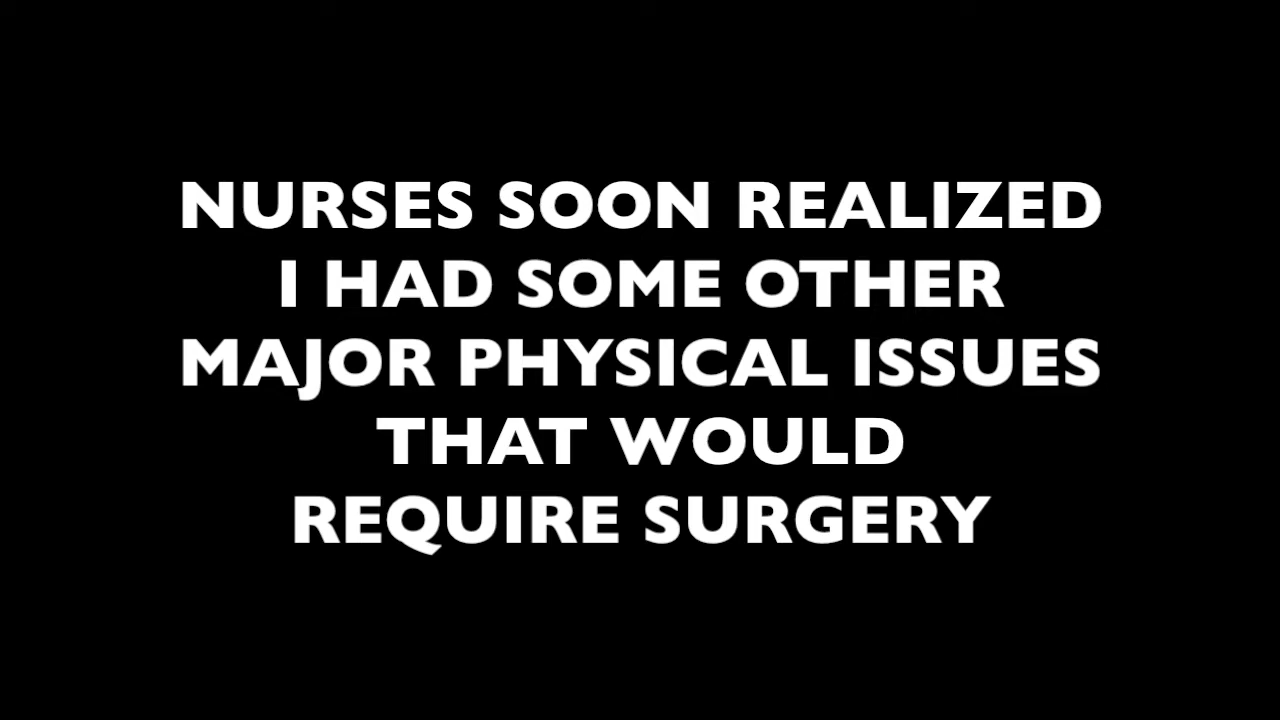 NURSES SOON REALIZED
I HAD SOME OTHER
MAJOR PHYSICAL ISSUES
THAT WOULD
REQUIRE SURGERY